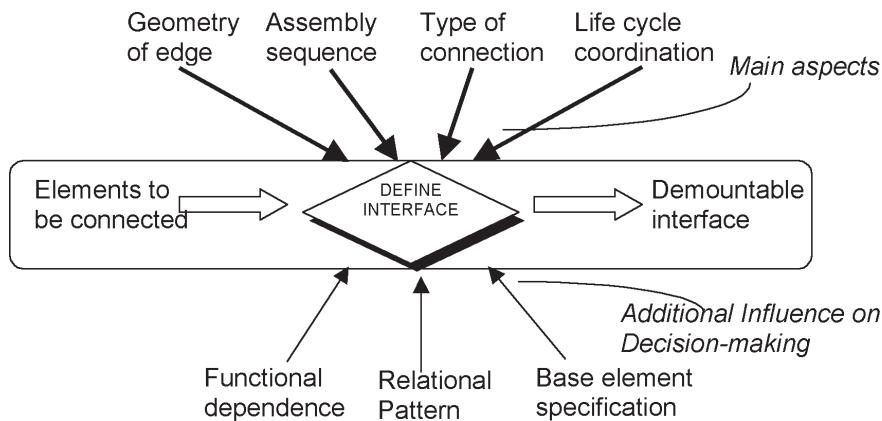 Geometry
of edge
Assembly
sequence
Type of
connection
Life cycle
coordination
Main aspects
Elements to
be connected
DEFINE
INTERFACE
Demountable
interface
Additional Influence on
Decision-making
Functional
dependence
Relational
Pattern
Base element
specification